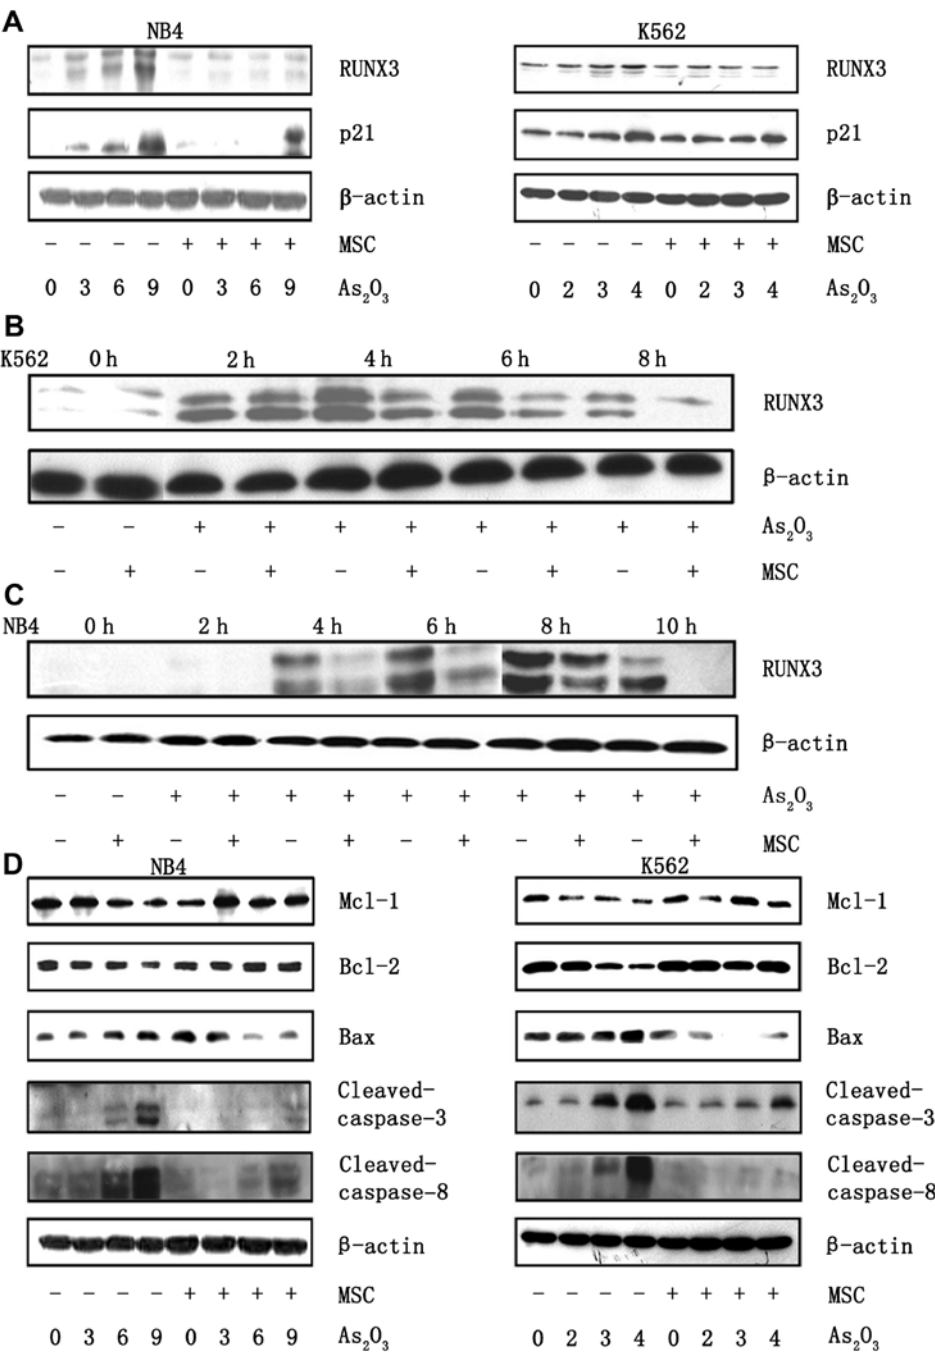 A
NB4 K562
RUNX3 RUNX3
p21 p21
β-actin β-actin
− − − − + + + + MSC − − − − + + + +
0 3 6 9 0 3 6 9 As₂O₃ 0 2 3 4 0 2 3 4 As₂O₃
B
K562 0 h 2 h 4 h 6 h 8 h
RUNX3
β-actin
− − + + + + + + + + As₂O₃
− + − + − + − + − + MSC
C
NB4 0 h 2 h 4 h 6 h 8 h 10 h
RUNX3
β-actin
− − + + + + + + + + + + As₂O₃
− + − + − + − + − + − + MSC
D
NB4 K562
Mcl-1 Mcl-1
Bcl-2 Bcl-2
Bax Bax
Cleaved- Cleaved-
caspase-3 caspase-3
Cleaved- Cleaved-
caspase-8 caspase-8
β-actin β-actin
− − − − + + + + MSC − − − − + + + + MSC
0 3 6 9 0 3 6 9 As₂O₃ 0 2 3 4 0 2 3 4 As₂O₃